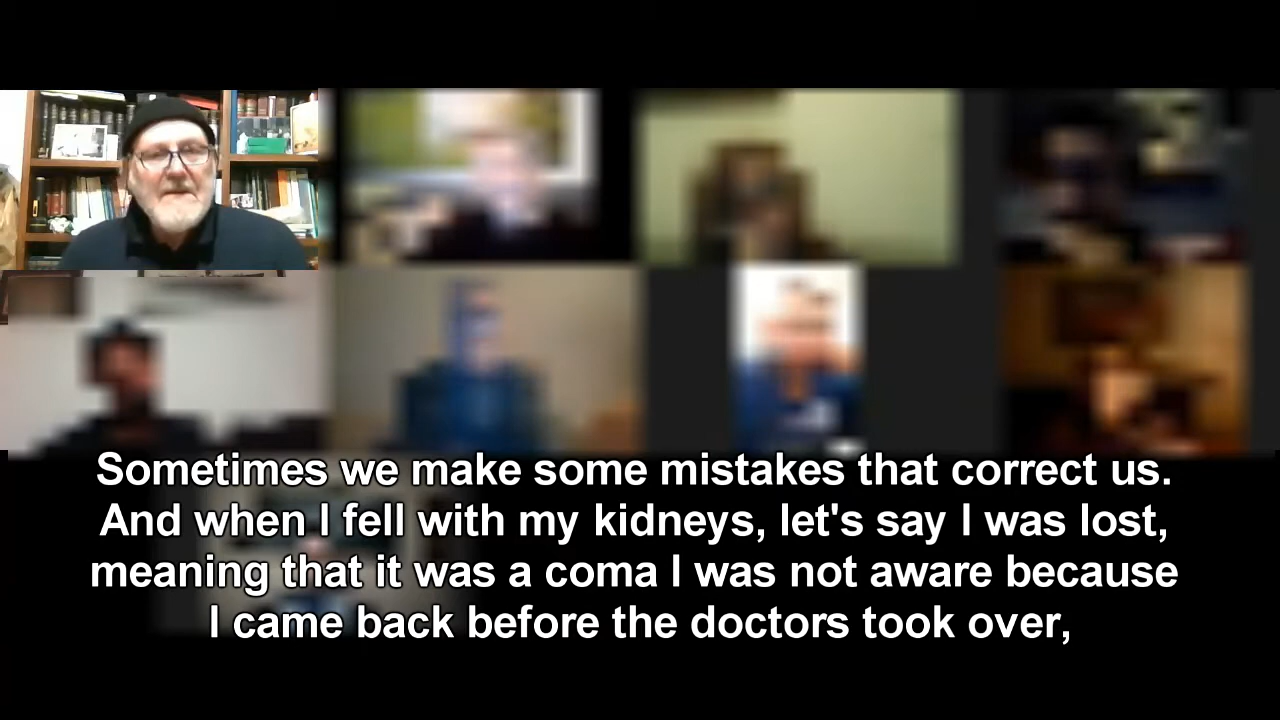 Sometimes we make some mistakes that correct us.
And when I fell with my kidneys, let's say I was lost,
meaning that it was a coma I was not aware because
I came back before the doctors took over,